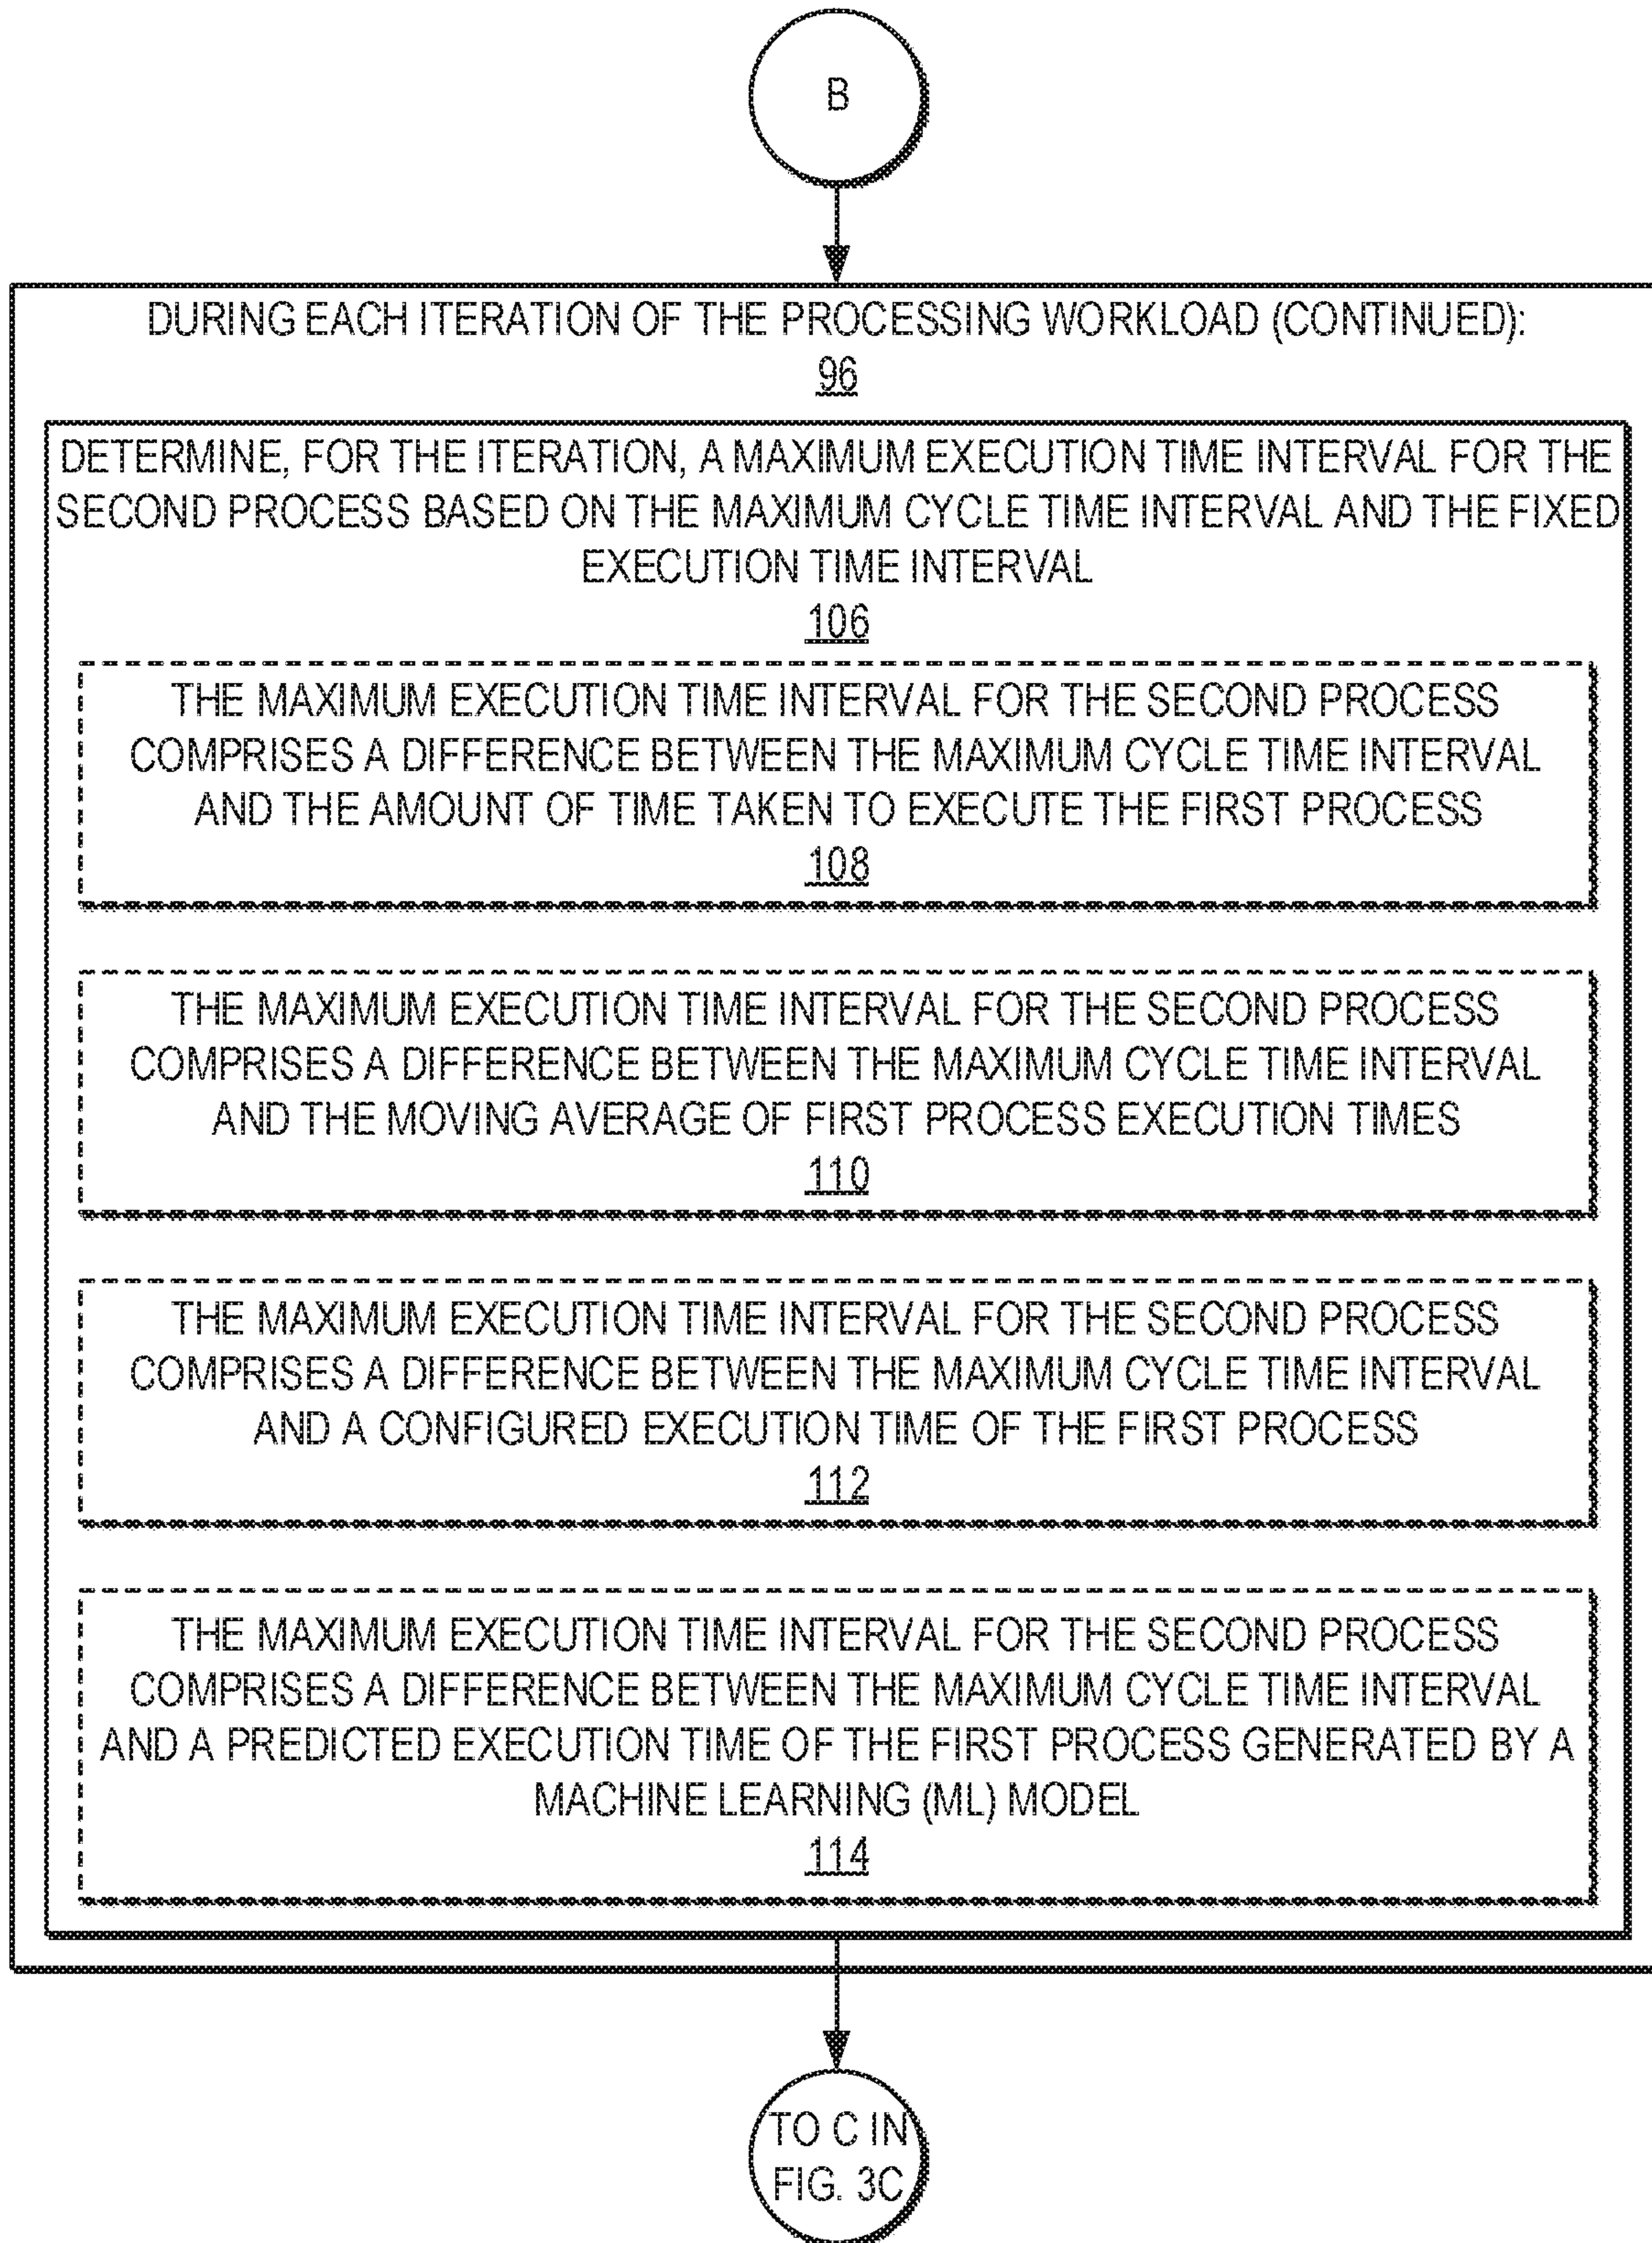 B
DURING EACH ITERATION OF THE PROCESSING WORKLOAD (CONTINUED):
96
DETERMINE, FOR THE ITERATION, A MAXIMUM EXECUTION TIME INTERVAL FOR THE
SECOND PROCESS BASED ON THE MAXIMUM CYCLE TIME INTERVAL AND THE FIXED
EXECUTION TIME INTERVAL
106
THE MAXIMUM EXECUTION TIME INTERVAL FOR THE SECOND PROCESS
COMPRISES A DIFFERENCE BETWEEN THE MAXIMUM CYCLE TIME INTERVAL
AND THE AMOUNT OF TIME TAKEN TO EXECUTE THE FIRST PROCESS
108
THE MAXIMUM EXECUTION TIME INTERVAL FOR THE SECOND PROCESS
COMPRISES A DIFFERENCE BETWEEN THE MAXIMUM CYCLE TIME INTERVAL
AND THE MOVING AVERAGE OF FIRST PROCESS EXECUTION TIMES
110
THE MAXIMUM EXECUTION TIME INTERVAL FOR THE SECOND PROCESS
COMPRISES A DIFFERENCE BETWEEN THE MAXIMUM CYCLE TIME INTERVAL
AND A CONFIGURED EXECUTION TIME OF THE FIRST PROCESS
112
THE MAXIMUM EXECUTION TIME INTERVAL FOR THE SECOND PROCESS
COMPRISES A DIFFERENCE BETWEEN THE MAXIMUM CYCLE TIME INTERVAL
AND A PREDICTED EXECUTION TIME OF THE FIRST PROCESS GENERATED BY A
MACHINE LEARNING (ML) MODEL
114
TO C IN
FIG. 3C